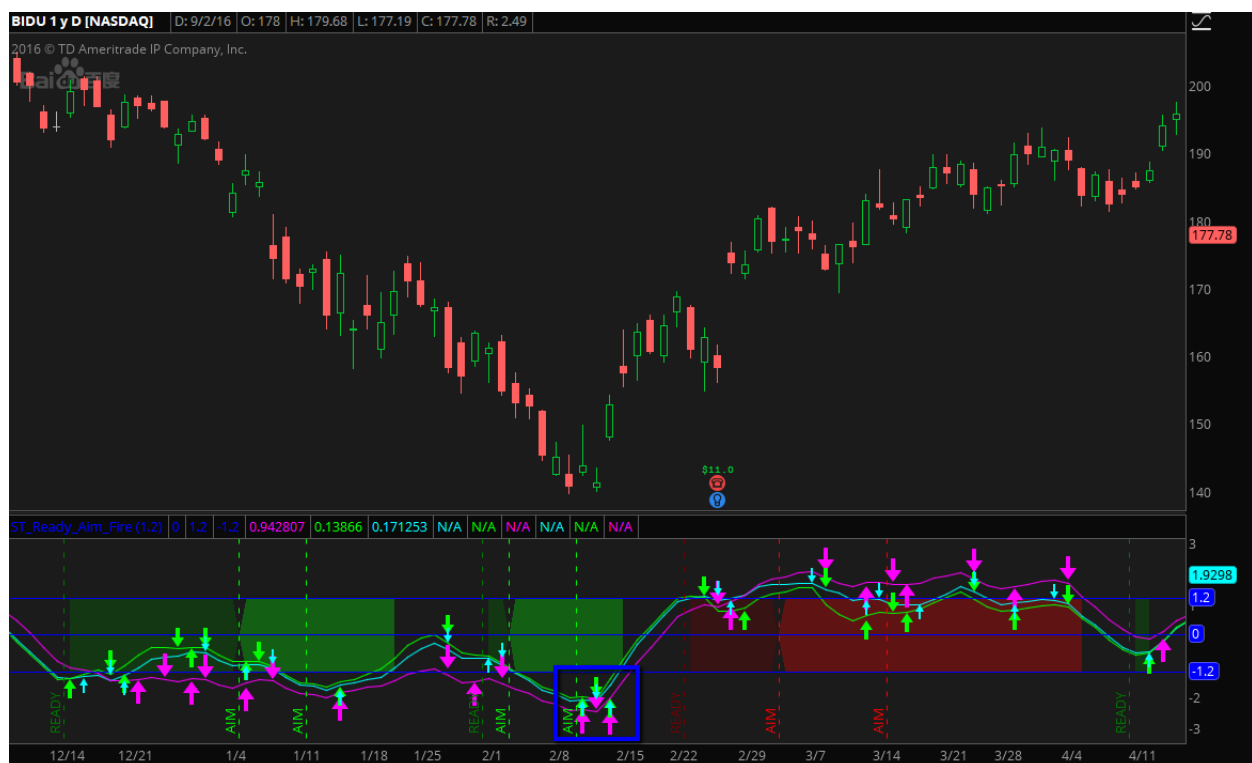 BIDU 1 y D [NASDAQ] D: 9/2/16 O: 178 H: 179.68 L: 177.19 C: 177.78 R: 2.49
2016 © TD Ameritrade IP Company, Inc.
Bai 百度
200
190
180
177.78
170
160
150
140
$11.0
ST_Ready_Aim_Fire (1.2) 0 1.2 -1.2 0.942807 0.13866 0.171253 N/A N/A N/A N/A N/A N/A
3
1.9298
1.2
0
-1.2
-2
-3
READY AIM AIM READY AIM AIM READY AIM AIM READY
12/14 12/21 1/4 1/11 1/18 1/25 2/1 2/8 2/15 2/22 2/29 3/7 3/14 3/21 3/28 4/4 4/11